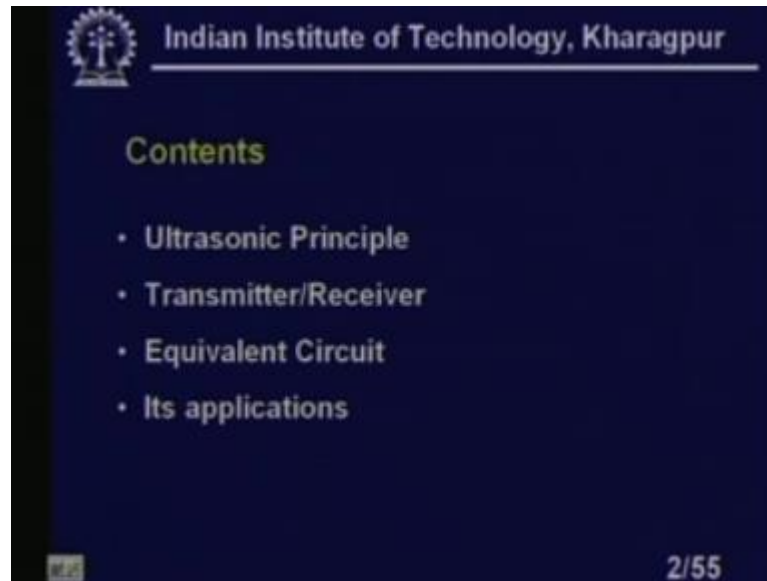 Indian Institute of Technology, Kharagpur
Contents
• Ultrasonic Principle
• Transmitter/Receiver
• Equivalent Circuit
• Its applications
2/55